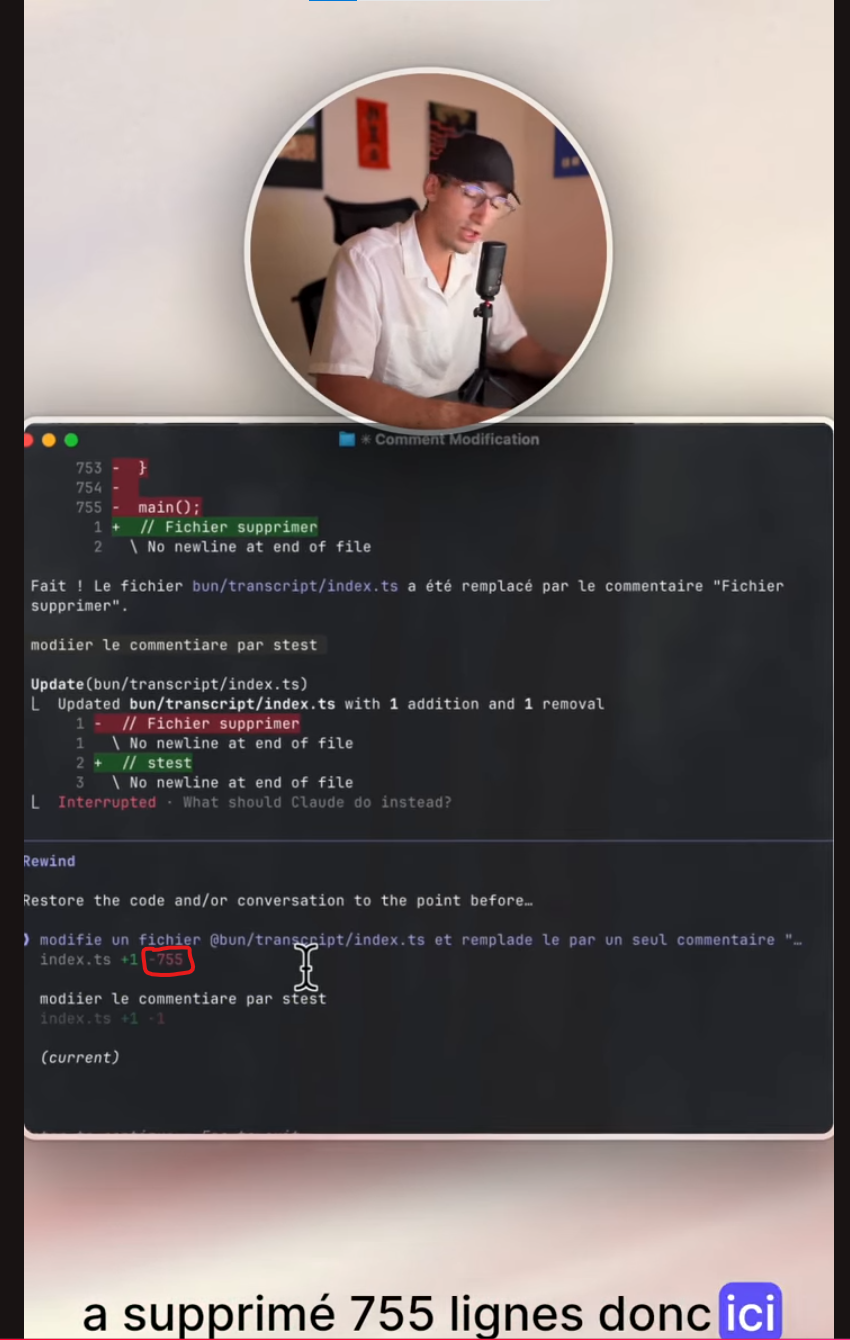 ✳ Comment Modification
753 -  }
754 -
755 -  main();
1 +  // Fichier supprimer
2  \ No newline at end of file
Fait ! Le fichier bun/transcript/index.ts a été remplacé par le commentaire "Fichier
supprimer".
modiier le commentiare par stest
Update(bun/transcript/index.ts)
⎣  Updated bun/transcript/index.ts with 1 addition and 1 removal
1 -  // Fichier supprimer
1  \ No newline at end of file
2 +  // stest
3  \ No newline at end of file
⎣  Interrupted · What should Claude do instead?
Rewind
Restore the code and/or conversation to the point before…
❯ modifie un fichier @bun/transcript/index.ts et remplade le par un seul commentaire "…
index.ts +1 -755
modiier le commentiare par stest
index.ts +1 -1
(current)
a supprimé 755 lignes donc ici